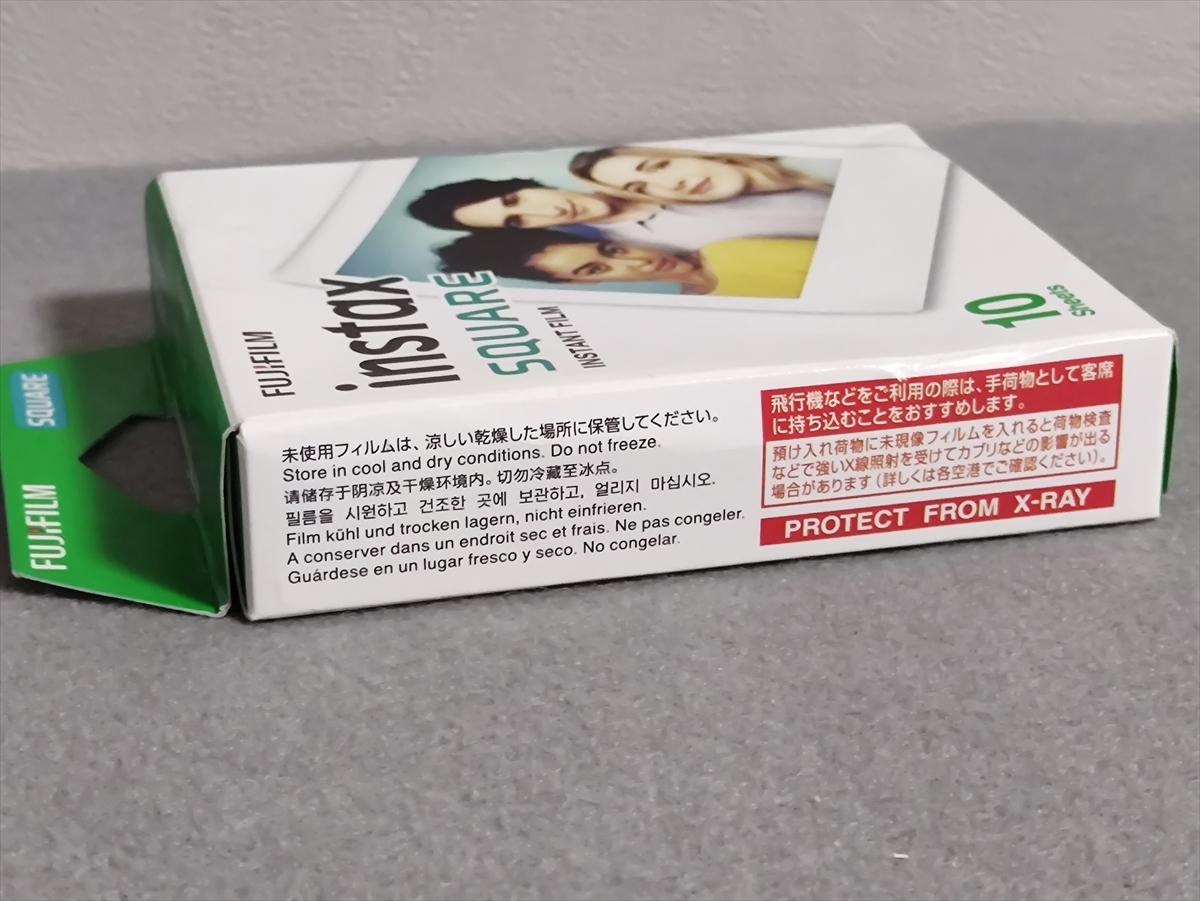 FUJIFILM
instax
SQUARE
INSTANT FILM
10
Sheets
SQUARE
FUJIFILM
未使用フィルムは、涼しい乾燥した場所に保管してください。
Store in cool and dry conditions. Do not freeze.
请储存于阴凉及干燥环境内。切勿冷藏至冰点。
필름을 시원하고 건조한 곳에 보관하고, 얼리지 마십시오.
Film kühl und trocken lagern, nicht einfrieren.
A conserver dans un endroit sec et frais. Ne pas congeler.
Guárdese en un lugar fresco y seco. No congelar.
飛行機などをご利用の際は、手荷物として客席
に持ち込むことをおすすめします。
預け入れ荷物に未現像フィルムを入れると荷物検査
などで強いX線照射を受けてカブリなどの影響が出る
場合があります（詳しくは各空港でご確認ください）。
PROTECT FROM X-RAY